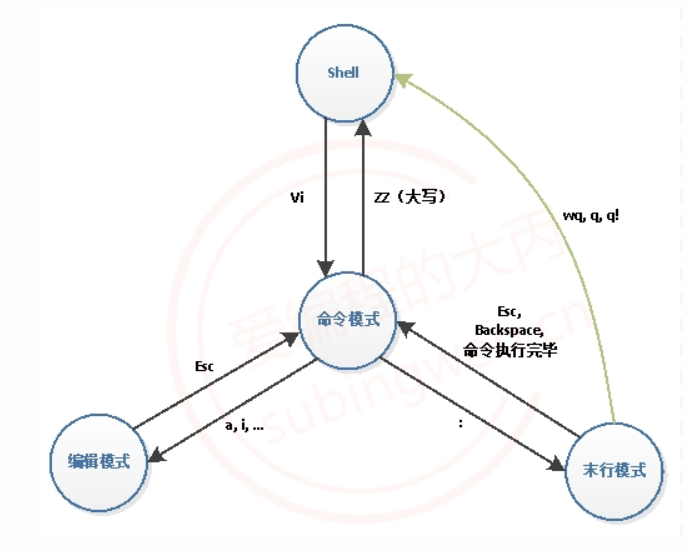 Shell
Vi
ZZ（大写）
wq, q, q!
命令模式
Esc,
Backspace,
命令执行完毕
Esc
a, i, ...
:
编辑模式
末行模式
爱编程的大丙
subingwen.cn